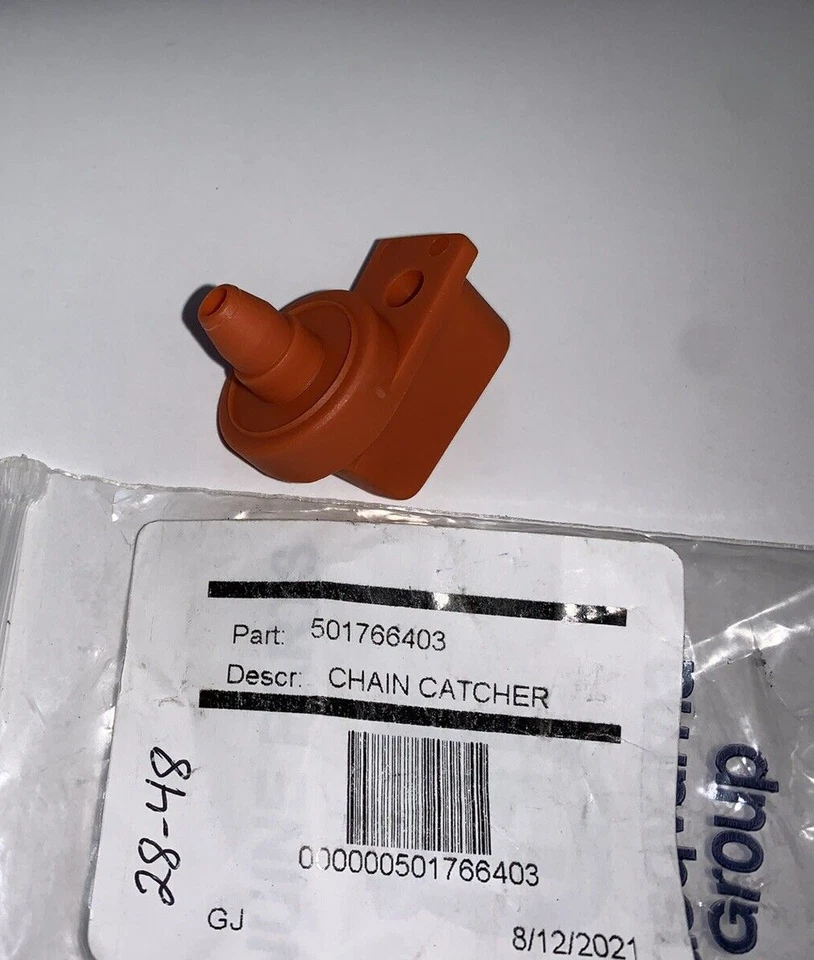 Part: 501766403
Descr: CHAIN CATCHER
000000501766403
28-48
GJ
8/12/2021
Group